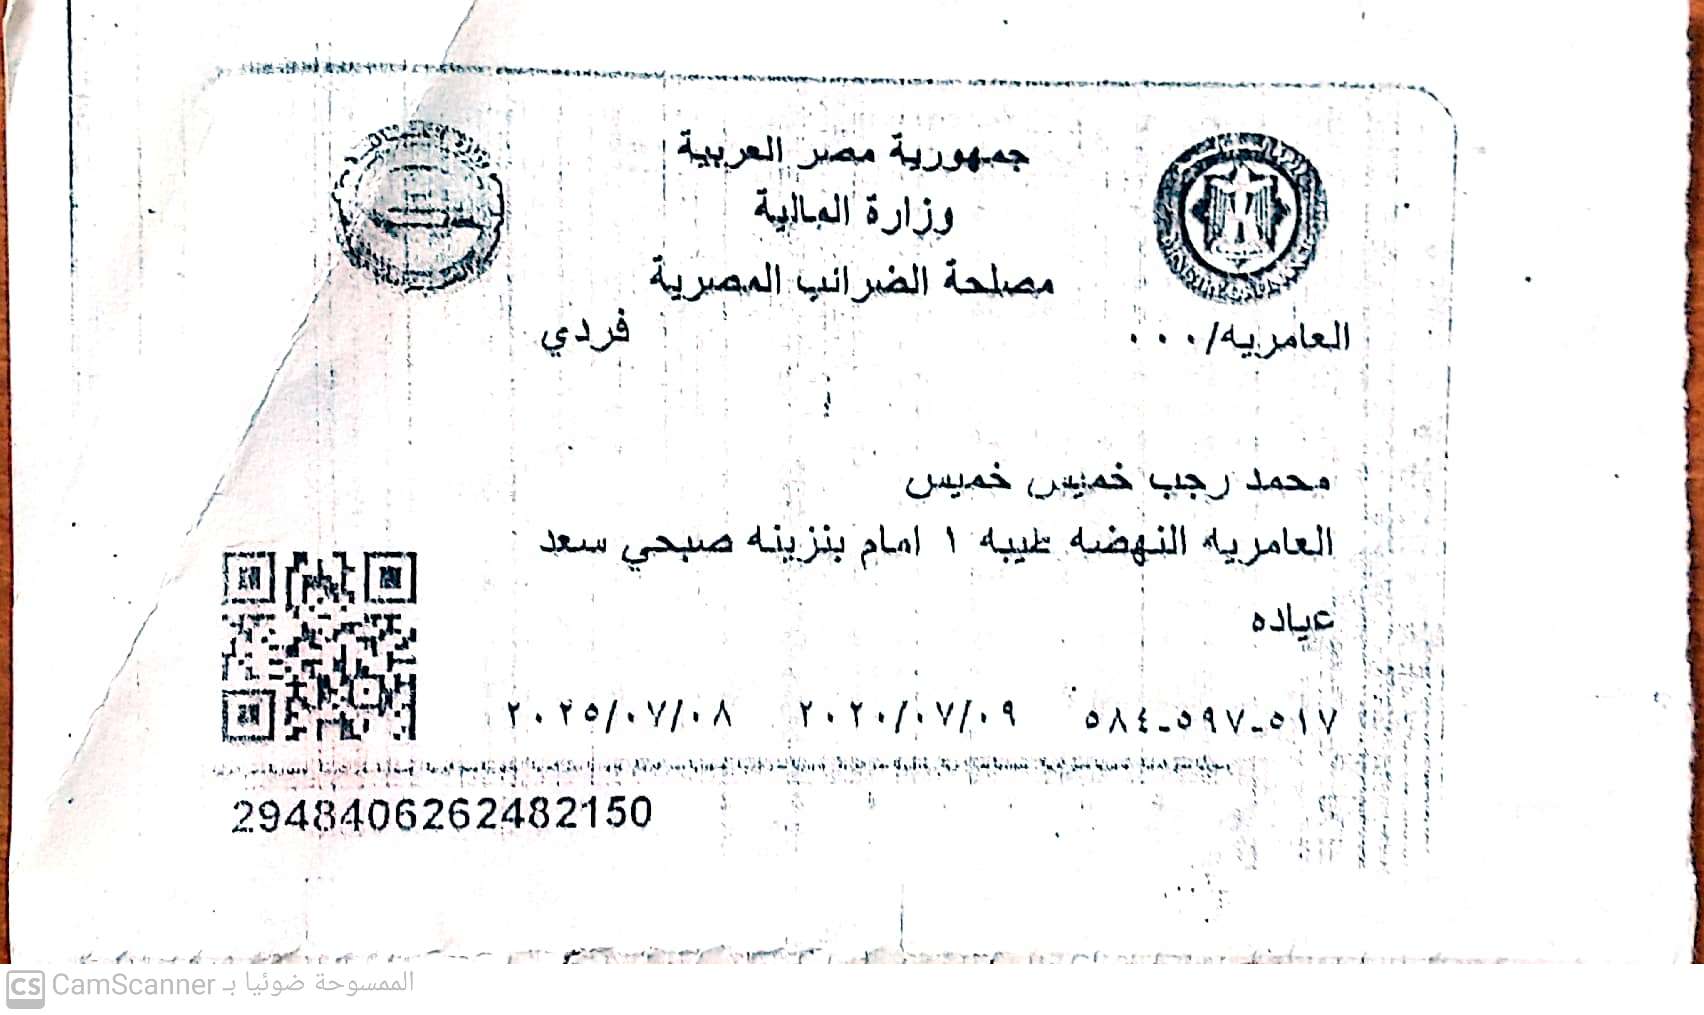 جمهورية مصر العربية
وزارة المالية
مصلحة الضرائب المصرية
العامريه/٠٠٠ فردي
محمد رجب خميس خميس
العامريه النهضه طيبه ١ امام بنزينه صبحي سعد
عياده
٥٨٤-٥٩٧-٥١٧ ٢٠٢٠/٠٧/٠٩ ٢٠٢٥/٠٧/٠٨
2948406262482150
CS CamScanner الممسوحة ضوئيا بـ